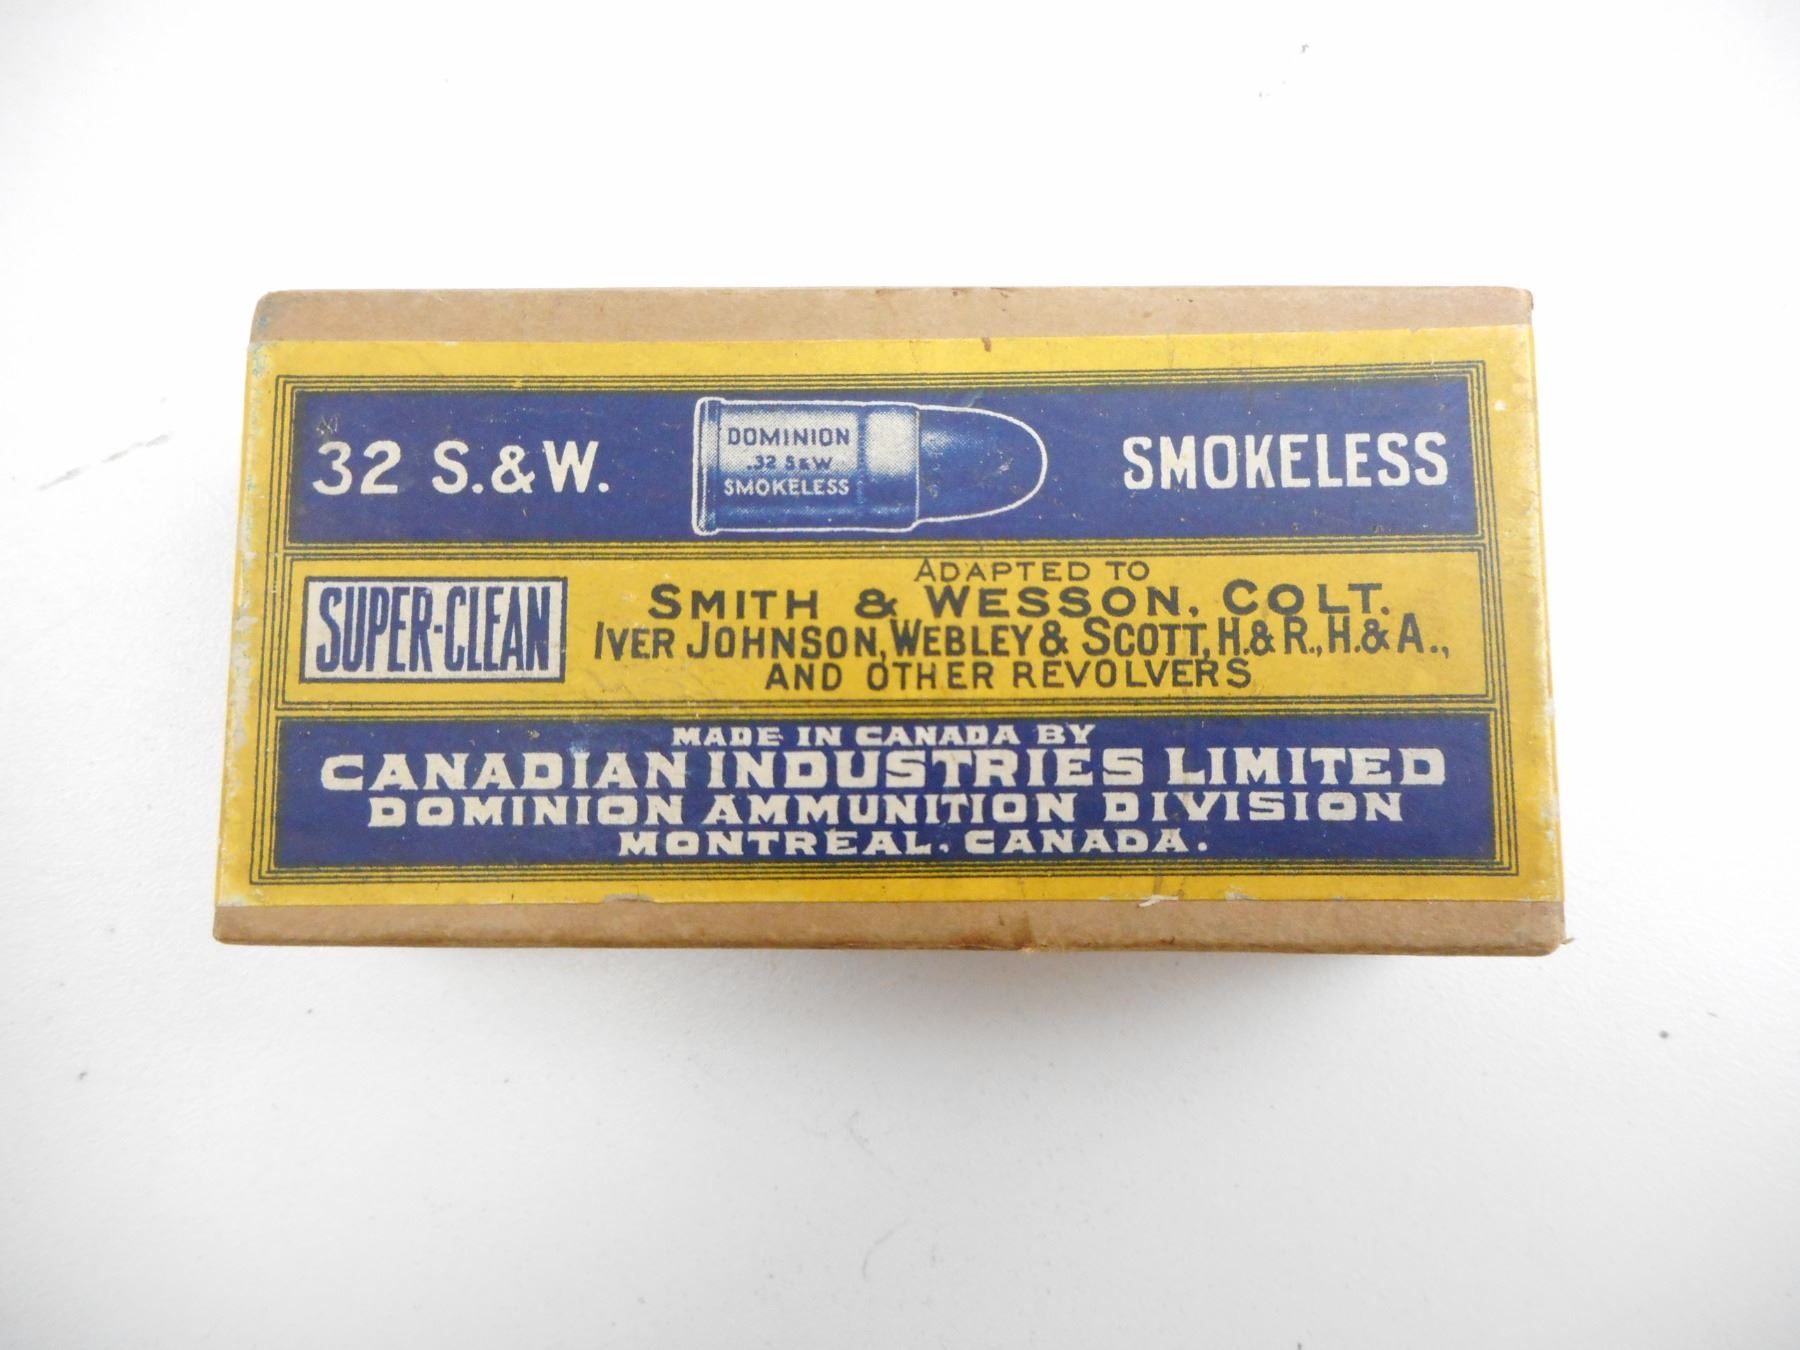 32 S.&W.
DOMINION
.32 S&W
SMOKELESS
SMOKELESS
SUPER-CLEAN
ADAPTED TO
SMITH & WESSON, COLT.
IVER JOHNSON, WEBLEY & SCOTT, H.& R., H.& A.,
AND OTHER REVOLVERS
MADE IN CANADA BY
CANADIAN INDUSTRIES LIMITED
DOMINION AMMUNITION DIVISION
MONTREAL, CANADA.